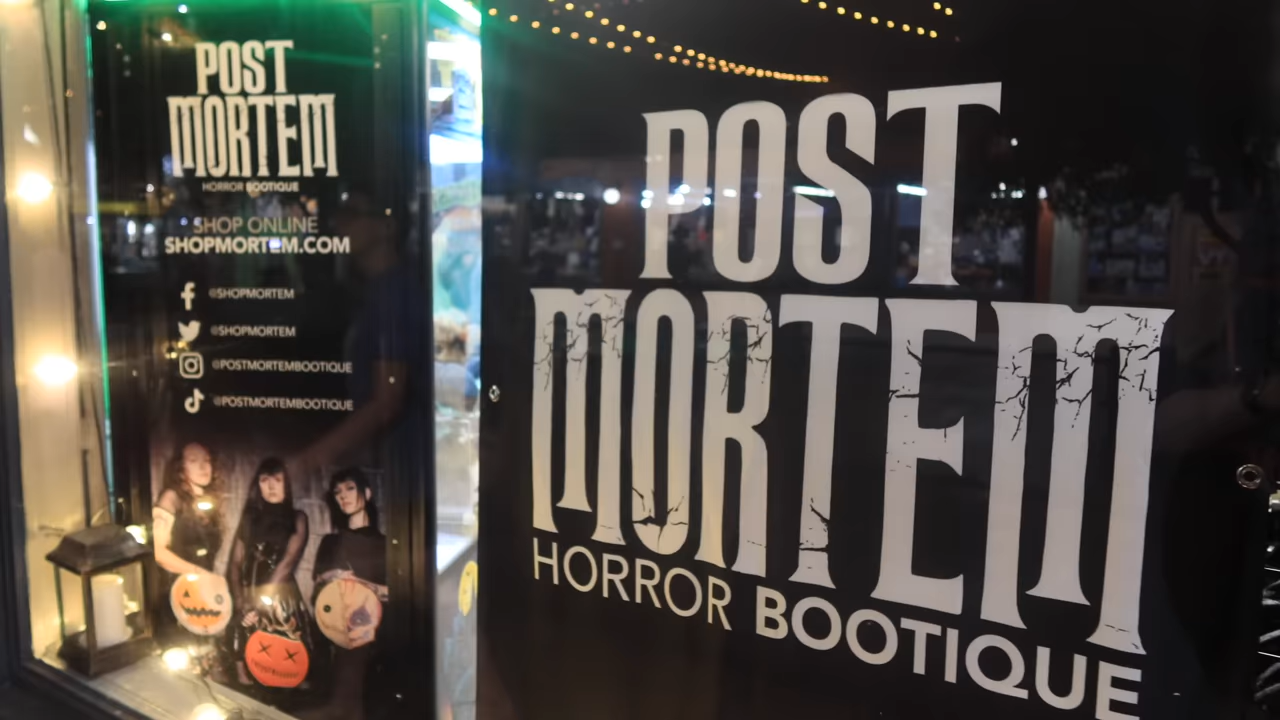 POST
MORTEM
HORROR BOOTIQUE
SHOP ONLINE
SHOPMORTEM.COM
@SHOPMORTEM
@SHOPMORTEM
@POSTMORTEMBOOTIQUE
@POSTMORTEMBOOTIQUE
POST
MORTEM
HORROR BOOTIQUE